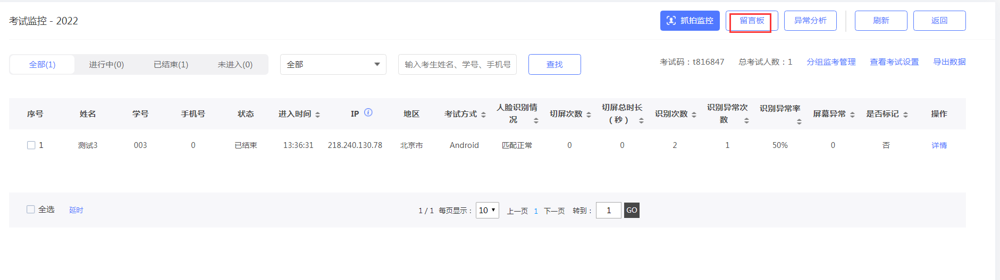 考试监控 - 2022
抓拍监控 留言板 异常分析 刷新 返回
全部(1) 进行中(0) 已结束(1) 未进入(0) 全部 输入考生姓名、学号、手机号 查找 考试码：t816847 总考试人数：1 分组监考管理 查看考试设置 导出数据
序号 姓名 学号 手机号 状态 进入时间 IP 地区 考试方式 人脸识别情况 切屏次数 切屏总时长（秒） 识别次数 识别异常次数 识别异常率 屏幕异常 是否标记 操作
1 测试3 003 0 已结束 13:36:31 218.240.130.78 北京市 Android 匹配正常 0 0 2 1 50% 0 否 详情
全选 延时 1 / 1 每页显示： 10 上一页 1 下一页 转到： 1 GO